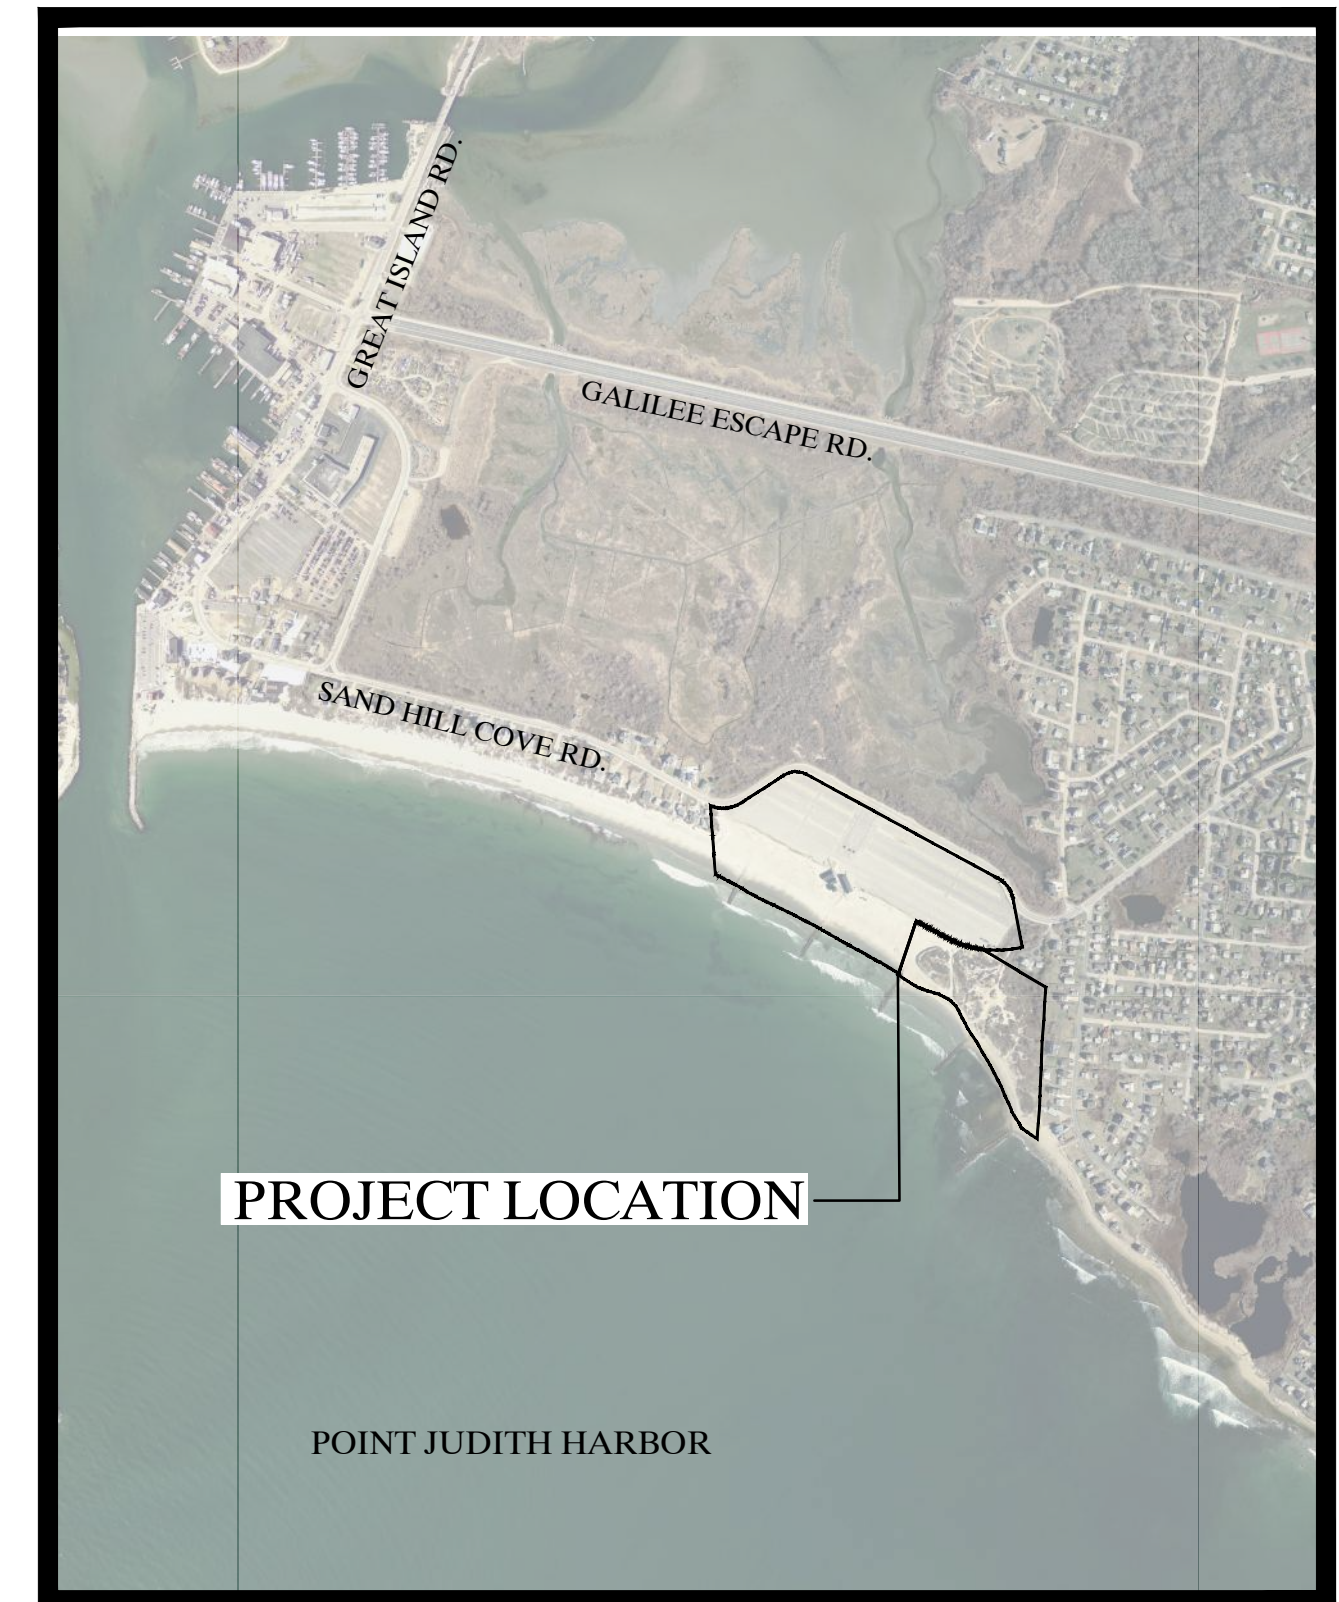 GREAT ISLAND RD.
GALILEE ESCAPE RD.
SAND HILL COVE RD.
PROJECT LOCATION
POINT JUDITH HARBOR